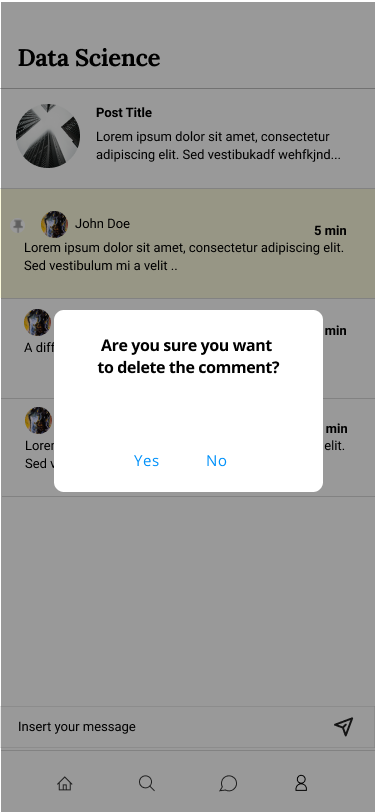 Data Science
Post Title
Lorem ipsum dolor sit amet, consectetur
adipiscing elit. Sed vestibukadf wehfkjnd...
John Doe
5 min
Lorem ipsum dolor sit amet, consectetur adipiscing elit.
Sed vestibulum mi a velit ..
min
A diff
Are you sure you want
to delete the comment?
min
Lorem elit.
Sed v
Yes No
Insert your message